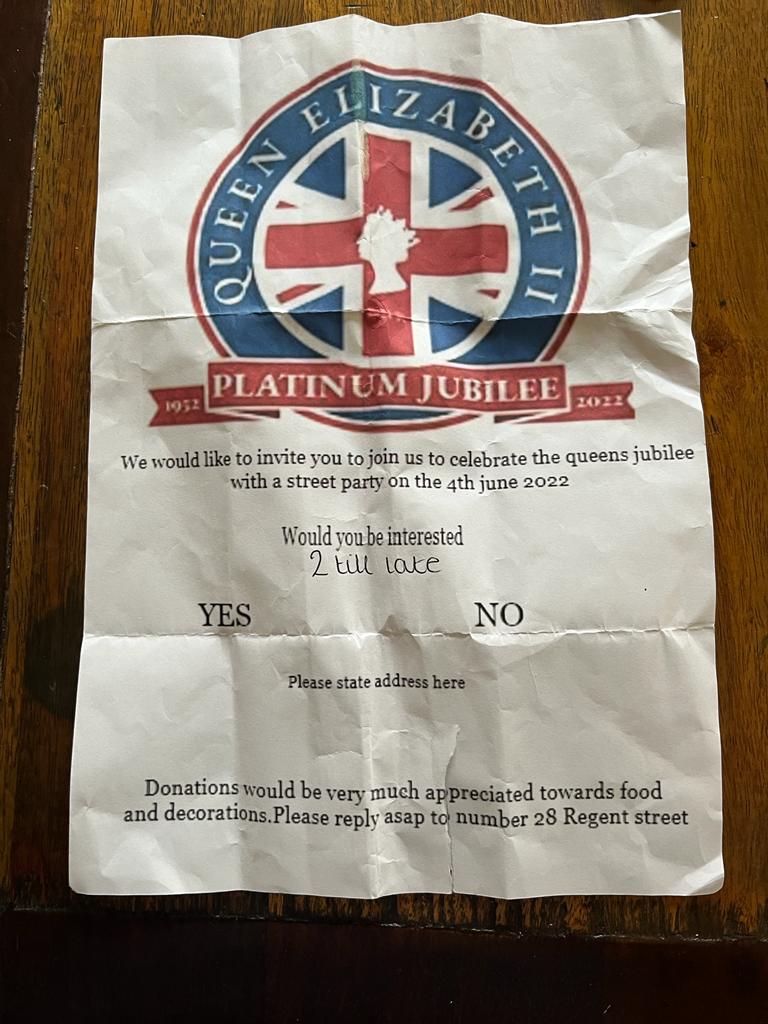 QUEEN ELIZABETH II
1952 PLATINUM JUBILEE 2022
We would like to invite you to join us to celebrate the queens jubilee
with a street party on the 4th june 2022
Would you be interested
2 till late
YES NO
Please state address here
Donations would be very much appreciated towards food
and decorations.Please reply asap to number 28 Regent street